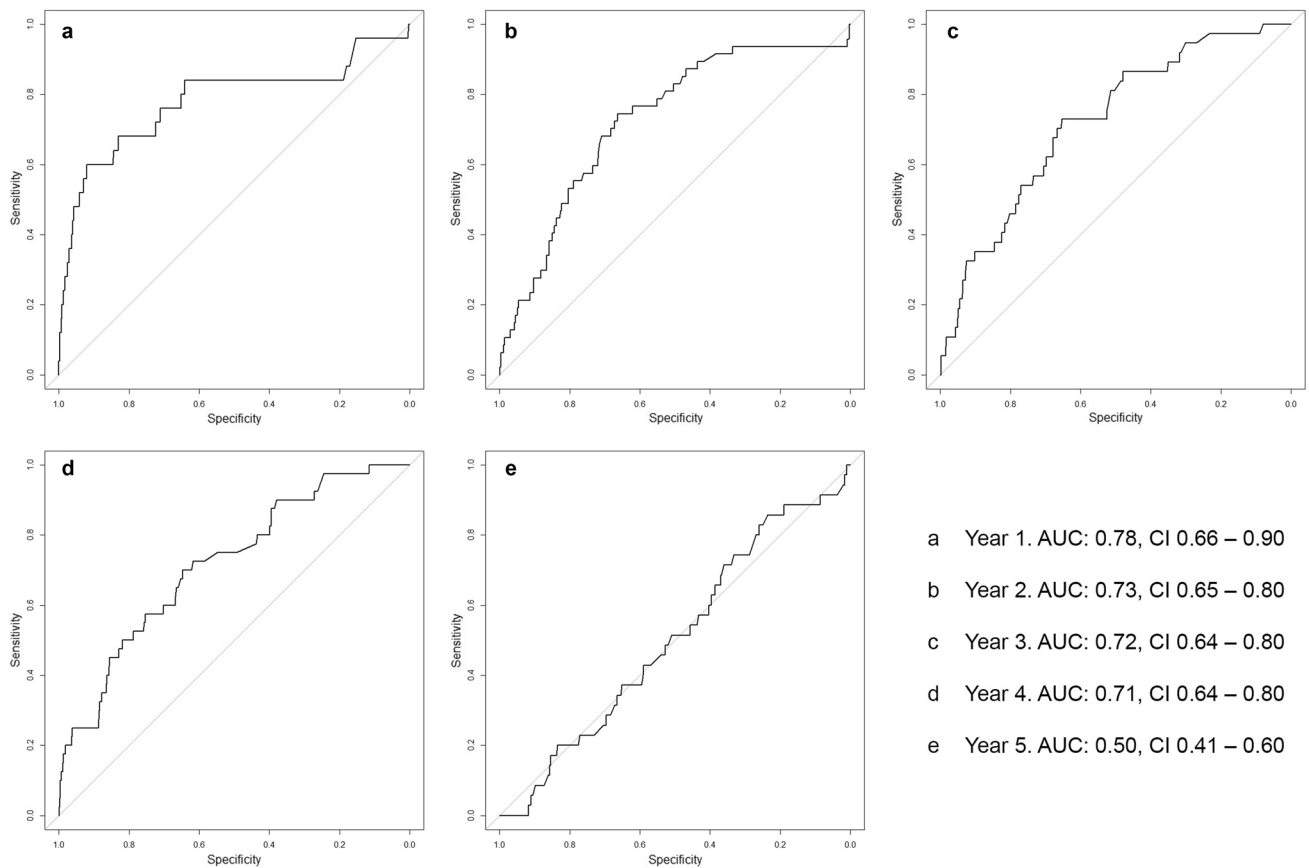 a
1.0
0.8
0.6
0.4
0.2
0.0
Sensitivity
1.0 0.8 0.6 0.4 0.2 0.0
Specificity
b
1.0
0.8
0.6
0.4
0.2
0.0
Sensitivity
1.0 0.8 0.6 0.4 0.2 0.0
Specificity
c
1.0
0.8
0.6
0.4
0.2
0.0
Sensitivity
1.0 0.8 0.6 0.4 0.2 0.0
Specificity
d
1.0
0.8
0.6
0.4
0.2
0.0
Sensitivity
1.0 0.8 0.6 0.4 0.2 0.0
Specificity
e
1.0
0.8
0.6
0.4
0.2
0.0
Sensitivity
1.0 0.8 0.6 0.4 0.2 0.0
Specificity
a Year 1. AUC: 0.78, CI 0.66 – 0.90
b Year 2. AUC: 0.73, CI 0.65 – 0.80
c Year 3. AUC: 0.72, CI 0.64 – 0.80
d Year 4. AUC: 0.71, CI 0.64 – 0.80
e Year 5. AUC: 0.50, CI 0.41 – 0.60